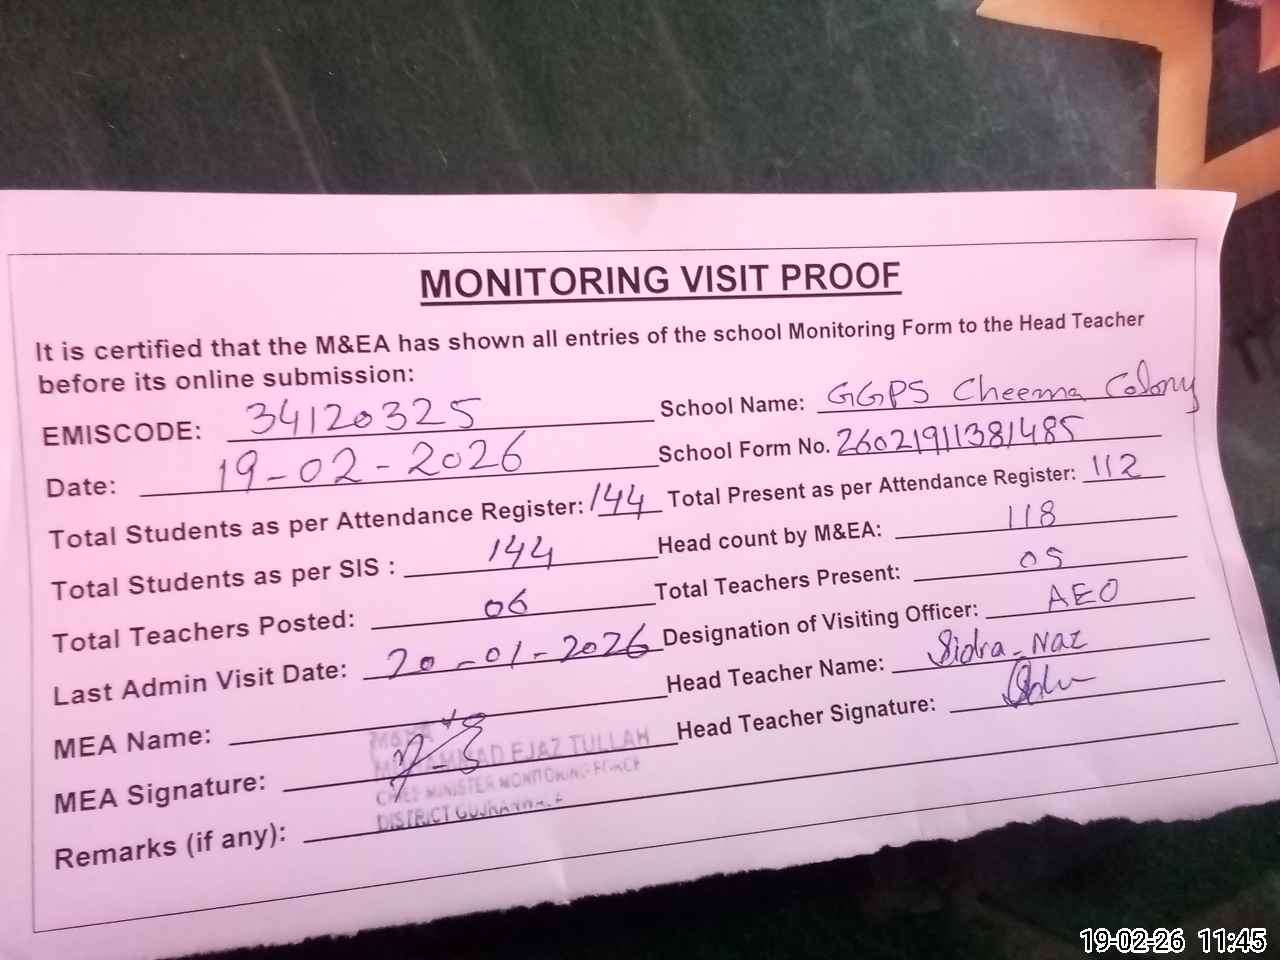 MONITORING VISIT PROOF
It is certified that the M&EA has shown all entries of the school Monitoring Form to the Head Teacher
before its online submission:
EMISCODE: 34120325 School Name: GGPS Cheema Colony
Date: 19-02-2026 School Form No. 26021911381485
Total Students as per Attendance Register: 144 Total Present as per Attendance Register: 112
Total Students as per SIS : 144 Head count by M&EA: 118
Total Teachers Posted: 06 Total Teachers Present: 05
Last Admin Visit Date: 20-01-2026 Designation of Visiting Officer: AEO
MEA Name: Head Teacher Name: Sidra Naz
MEA Signature: Head Teacher Signature:
MUHAMMAD EJAZ TULLAH
CHIEF MINISTER MONITORING FORCE
DISTRICT GUJRANWALA
Remarks (if any):
19-02-26 11:45